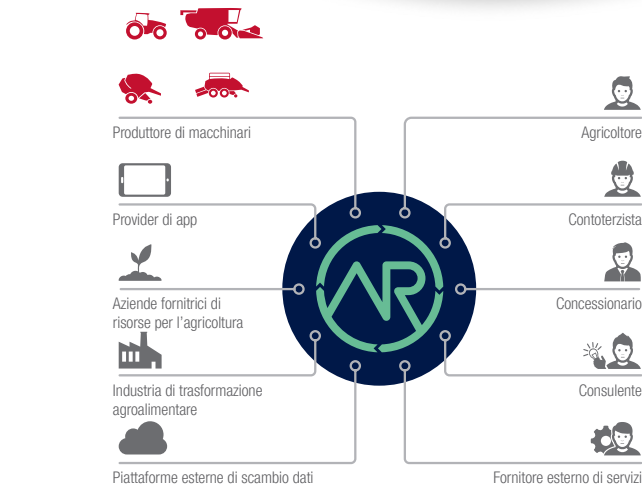 Produttore di macchinari
Agricoltore
Provider di app
Contoterzista
Aziende fornitrici di
risorse per l'agricoltura
Concessionario
Industria di trasformazione
agroalimentare
Consulente
Piattaforme esterne di scambio dati
Fornitore esterno di servizi
AR